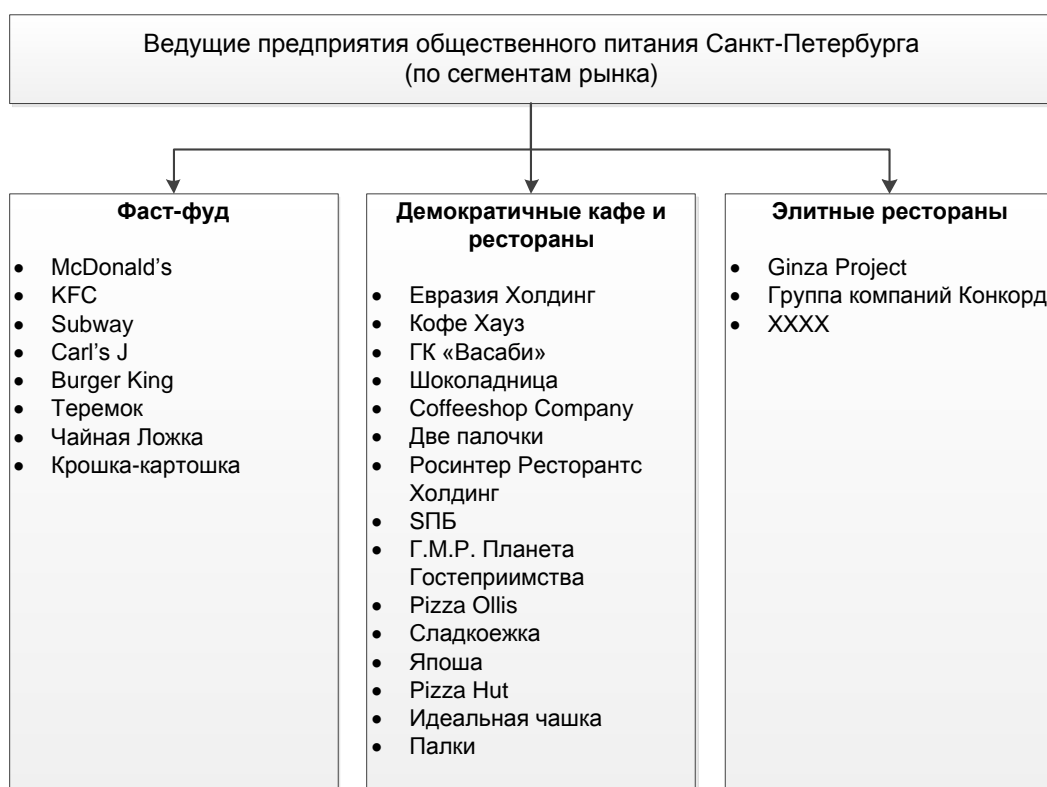 Ведущие предприятия общественного питания Санкт-Петербурга
(по сегментам рынка)
Фаст-фуд
• McDonald’s
• KFC
• Subway
• Carl’s J
• Burger King
• Теремок
• Чайная Ложка
• Крошка-картошка
Демократичные кафе и
рестораны
• Евразия Холдинг
• Кофе Хауз
• ГК «Васаби»
• Шоколадница
• Coffeeshop Company
• Две палочки
• Росинтер Ресторантс
Холдинг
• SПБ
• Г.М.Р. Планета
Гостеприимства
• Pizza Ollis
• Сладкоежка
• Япоша
• Pizza Hut
• Идеальная чашка
• Палки
Элитные рестораны
• Ginza Project
• Группа компаний Конкорд
• XXXX